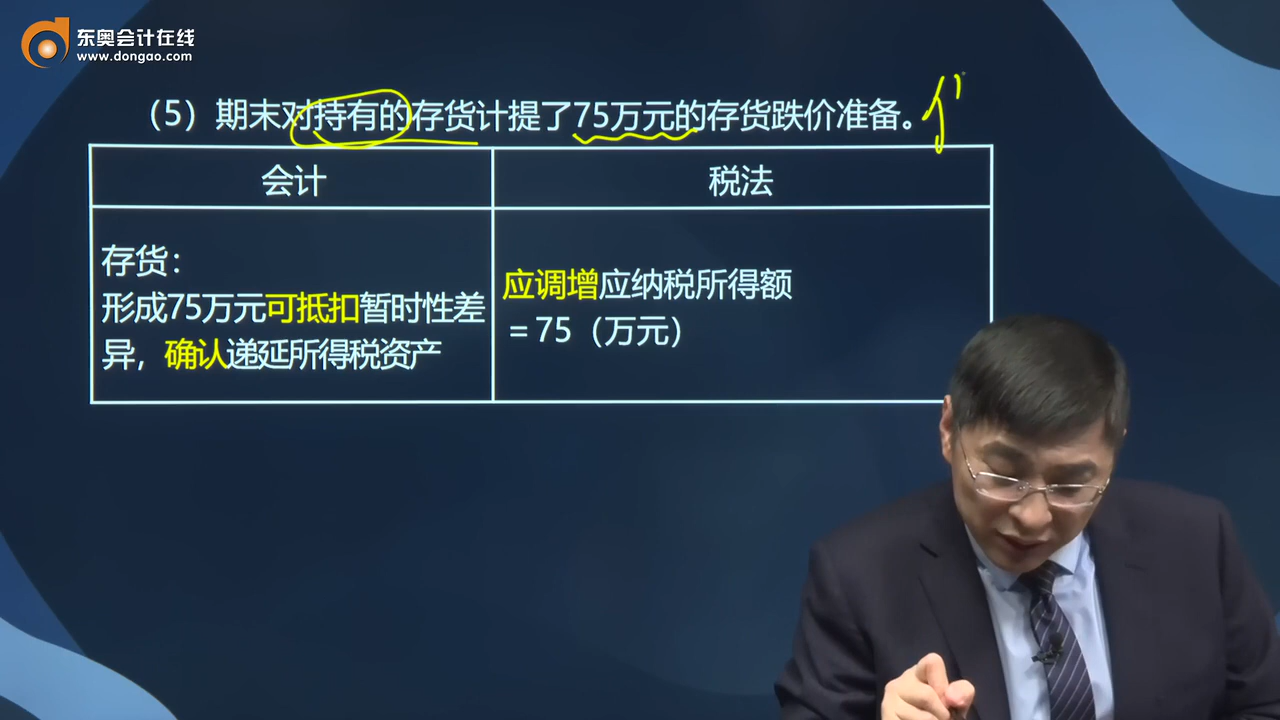 东奥会计在线
www.dongao.com
（5）期末对持有的存货计提了75万元的存货跌价准备。
会计
税法
存货：
形成75万元可抵扣暂时性差
异，确认递延所得税资产
应调增应纳税所得额
＝75（万元）